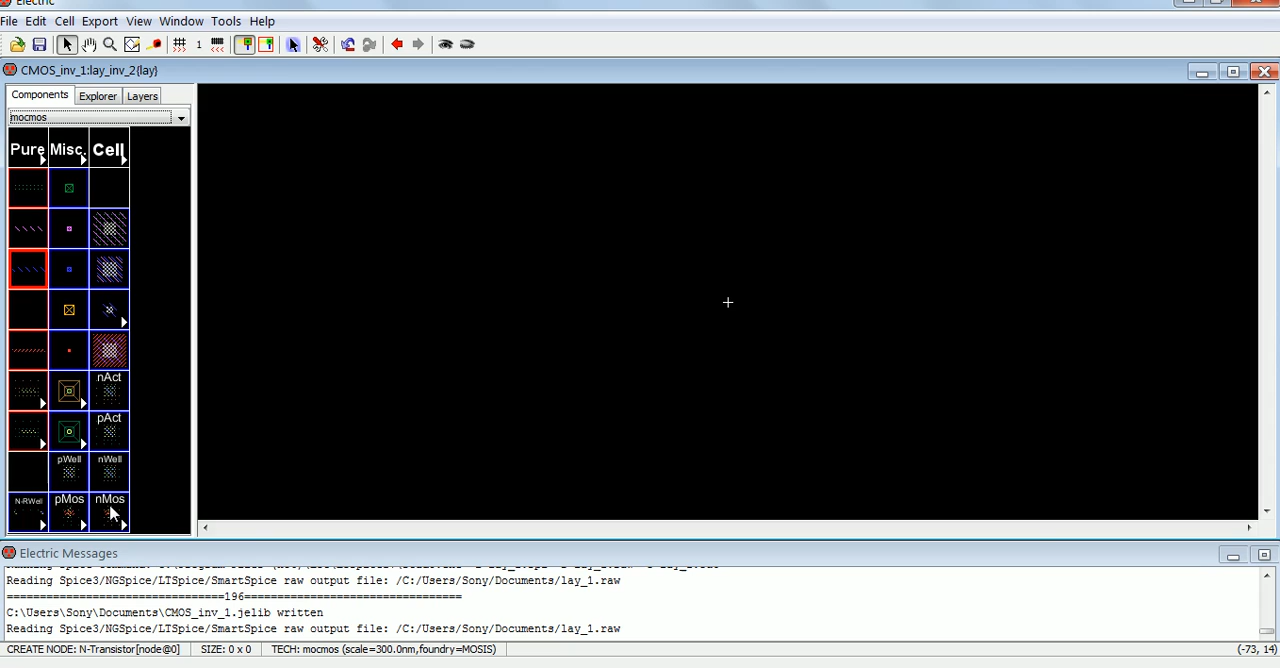 Electric
File Edit Cell Export View Window Tools Help
1
CMOS_inv_1:lay_inv_2{lay}
Components Explorer Layers
mocmos
Pure Misc. Cell
nAct
pAct
pWell nWell
N-RWell pMos nMos
Electric Messages
Reading Spice3/NGSpice/LTSpice/SmartSpice raw output file: /C:/Users/Sony/Documents/lay_1.raw
================================196================================
C:\Users\Sony\Documents\CMOS_inv_1.jelib written
Reading Spice3/NGSpice/LTSpice/SmartSpice raw output file: /C:/Users/Sony/Documents/lay_1.raw
CREATE NODE: N-Transistor[node@0] SIZE: 0 x 0 TECH: mocmos (scale=300.0nm,foundry=MOSIS) (-73, 14)